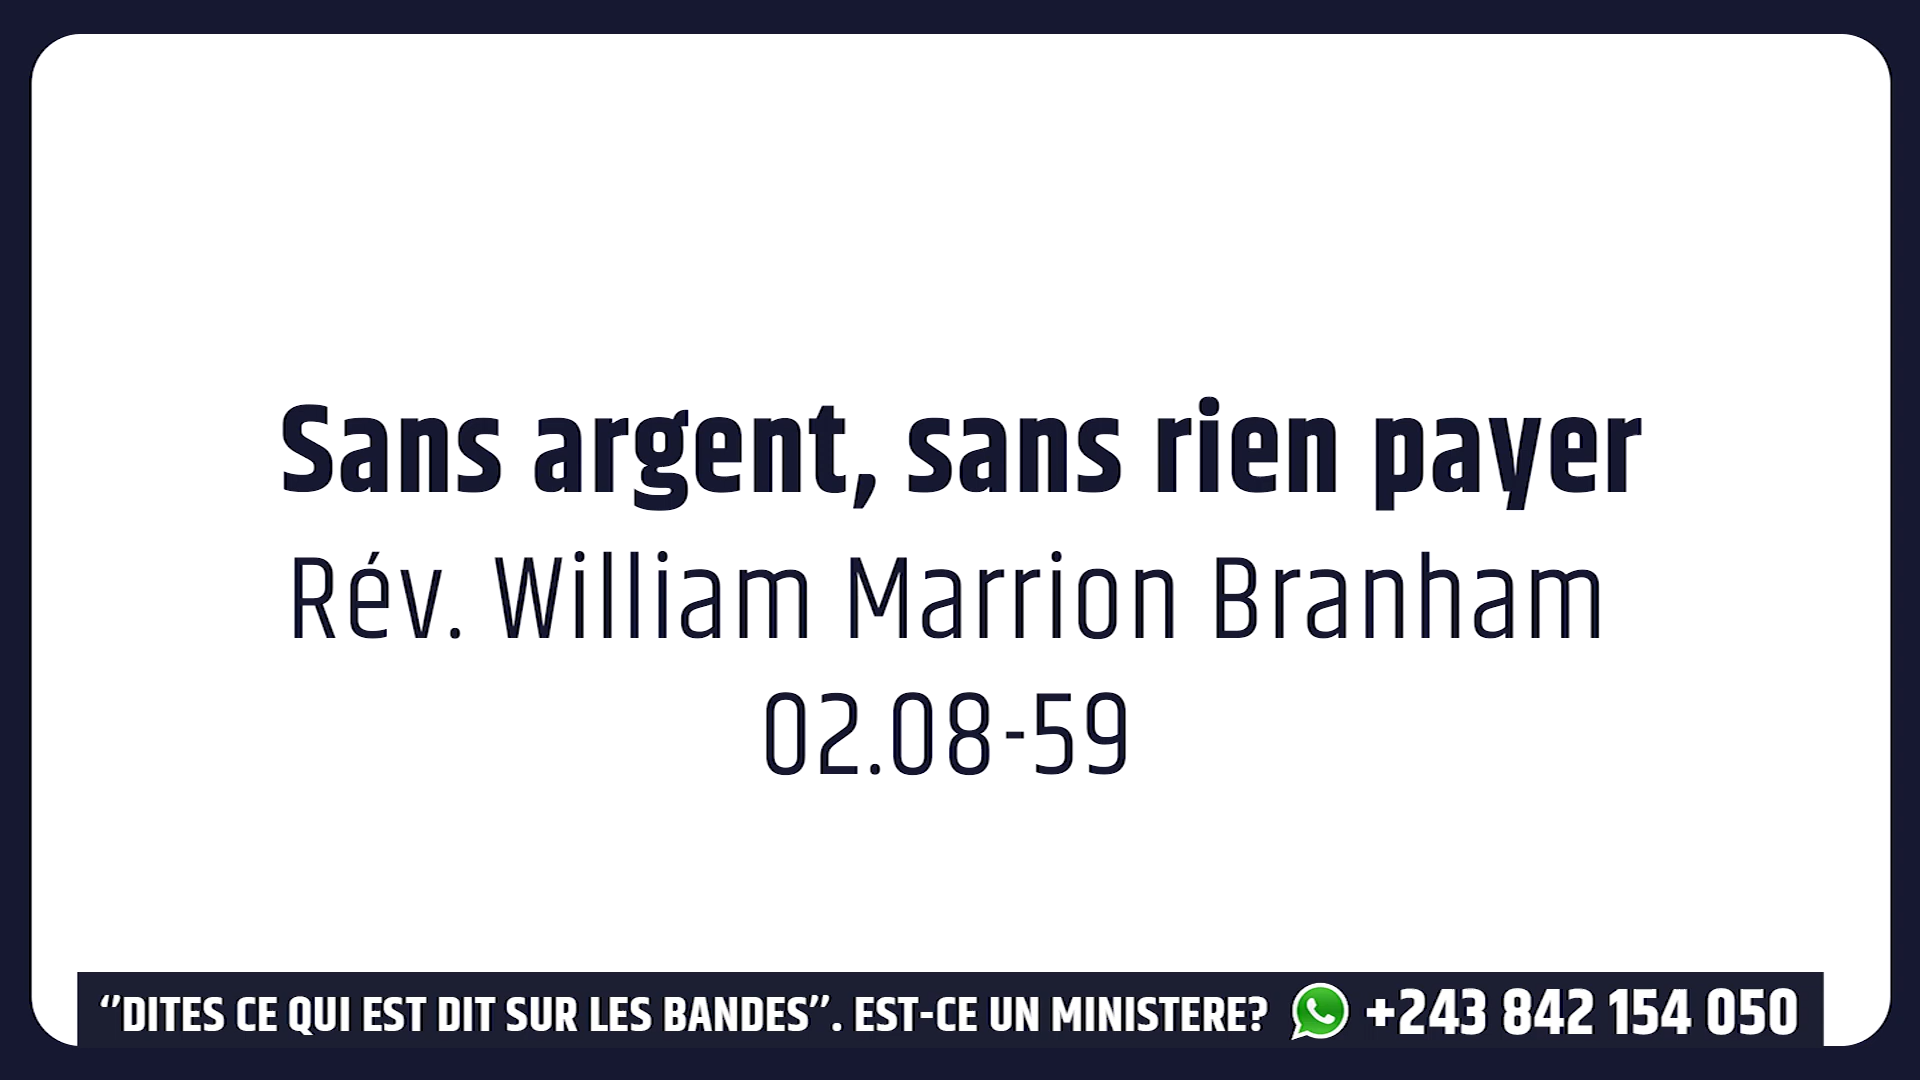 Sans argent, sans rien payer
Rév. William Marrion Branham
02.08-59
‘’DITES CE QUI EST DIT SUR LES BANDES’’. EST-CE UN MINISTERE? +243 842 154 050